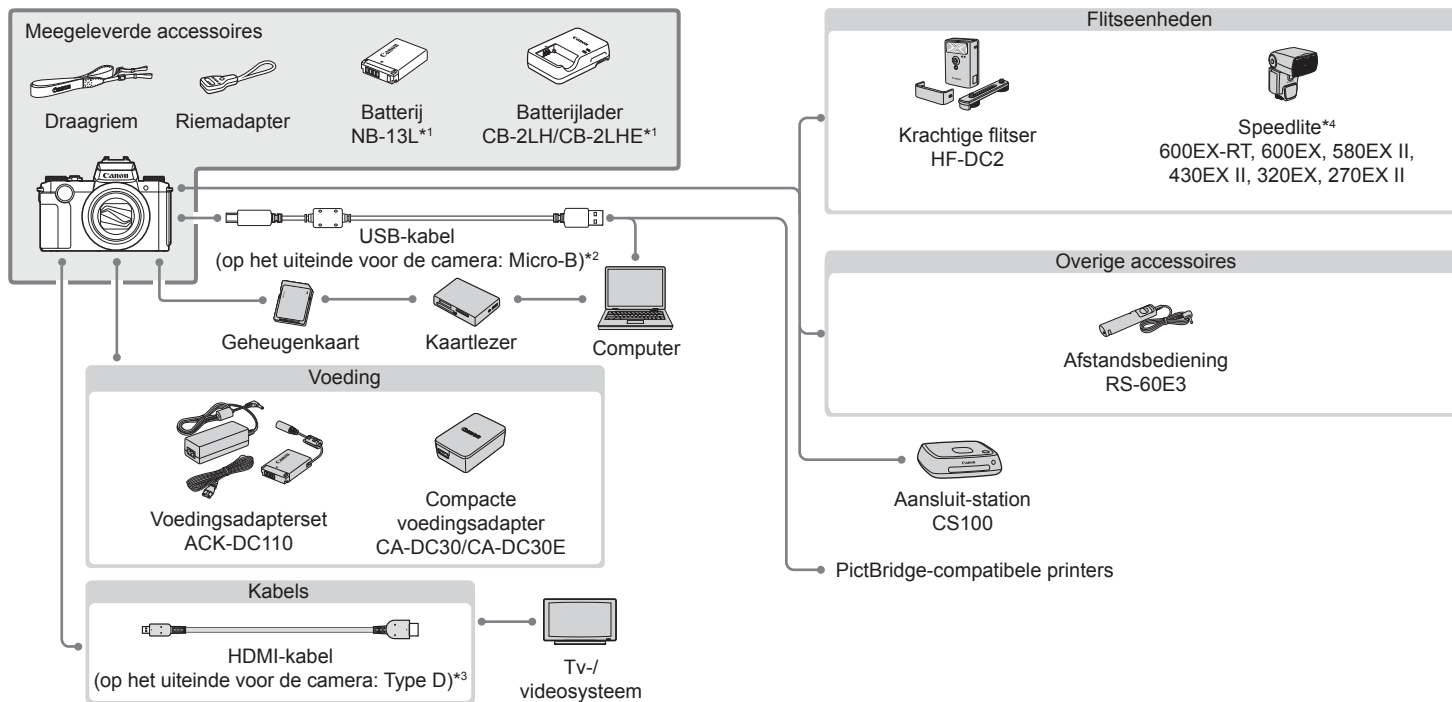 Meegeleverde accessoires
Draagriem
Riemadapter
Batterij
NB-13L*1
Batterijlader
CB-2LH/CB-2LHE*1
Canon
USB-kabel
(op het uiteinde voor de camera: Micro-B)*2
Geheugenkaart
Kaartlezer
Computer
Voeding
Voedingsadapterset
ACK-DC110
Compacte
voedingsadapter
CA-DC30/CA-DC30E
Kabels
HDMI-kabel
(op het uiteinde voor de camera: Type D)*3
Tv-/
videosysteem
Flitseenheden
Krachtige flitser
HF-DC2
Speedlite*4
600EX-RT, 600EX, 580EX II,
430EX II, 320EX, 270EX II
Overige accessoires
Afstandsbediening
RS-60E3
Canon
Aansluit-station
CS100
PictBridge-compatibele printers